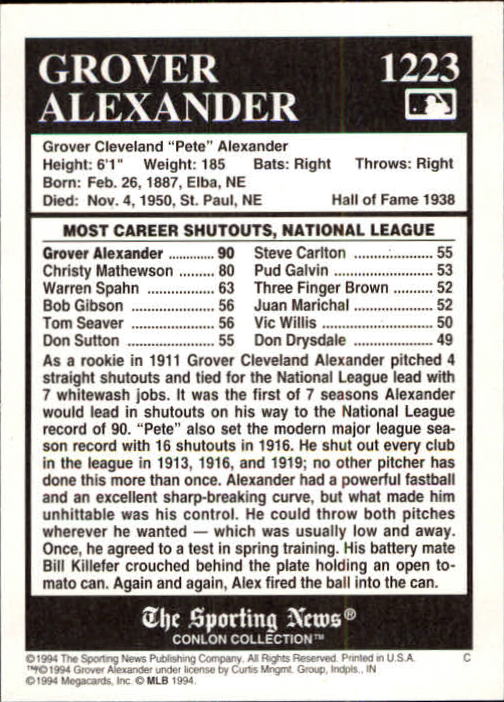 GROVER
ALEXANDER
1223
Grover Cleveland "Pete" Alexander
Height: 6'1" Weight: 185 Bats: Right Throws: Right
Born: Feb. 26, 1887, Elba, NE
Died: Nov. 4, 1950, St. Paul, NE Hall of Fame 1938
MOST CAREER SHUTOUTS, NATIONAL LEAGUE
Grover Alexander ............ 90 Steve Carlton ..................... 55
Christy Mathewson ......... 80 Pud Galvin .......................... 53
Warren Spahn .................. 63 Three Finger Brown .......... 52
Bob Gibson ...................... 56 Juan Marichal .................... 52
Tom Seaver ...................... 56 Vic Willis ............................ 50
Don Sutton ....................... 55 Don Drysdale ..................... 49
As a rookie in 1911 Grover Cleveland Alexander pitched 4
straight shutouts and tied for the National League lead with
7 whitewash jobs. It was the first of 7 seasons Alexander
would lead in shutouts on his way to the National League
record of 90. "Pete" also set the modern major league sea-
son record with 16 shutouts in 1916. He shut out every club
in the league in 1913, 1916, and 1919; no other pitcher has
done this more than once. Alexander had a powerful fastball
and an excellent sharp-breaking curve, but what made him
unhittable was his control. He could throw both pitches
wherever he wanted — which was usually low and away.
Once, he agreed to a test in spring training. His battery mate
Bill Killefer crouched behind the plate holding an open to-
mato can. Again and again, Alex fired the ball into the can.
The Sporting News®
CONLON COLLECTION™
©1994 The Sporting News Publishing Company. All Rights Reserved. Printed in U.S.A. C
™/©1994 Grover Alexander under license by Curtis Mngmt. Group, Indpls., IN
©1994 Megacards, Inc. © MLB 1994.